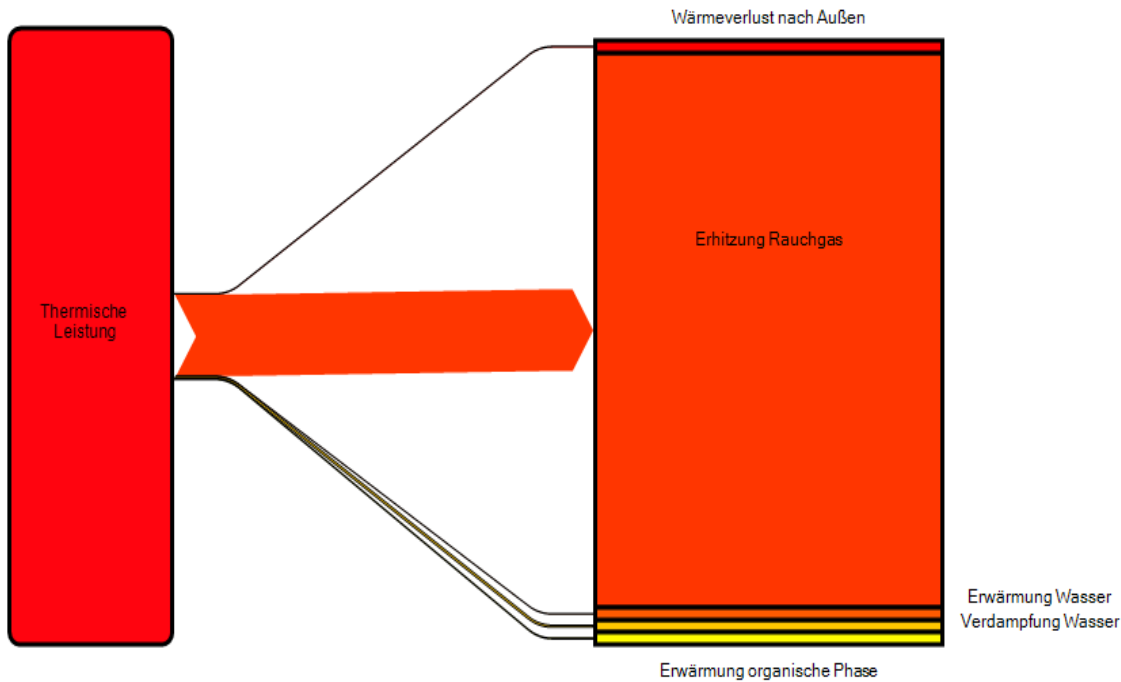 Wärmeverlust nach Außen
Erhitzung Rauchgas
Thermische
Leistung
Erwärmung Wasser
Verdampfung Wasser
Erwärmung organische Phase